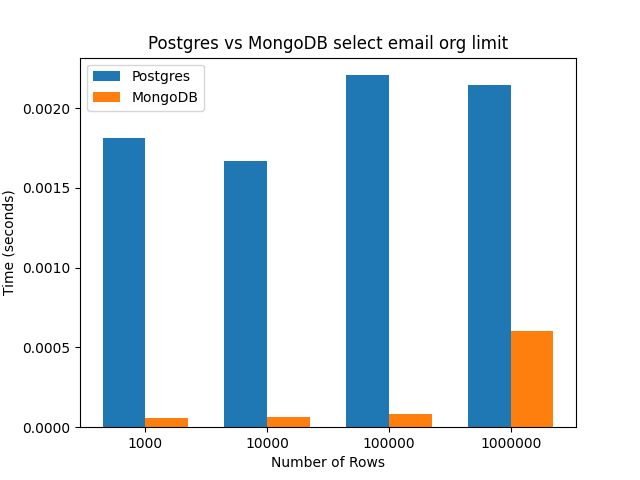 Postgres vs MongoDB select email org limit
Postgres
MongoDB
Time (seconds)
0.0020
0.0015
0.0010
0.0005
0.0000
1000
10000
100000
1000000
Number of Rows